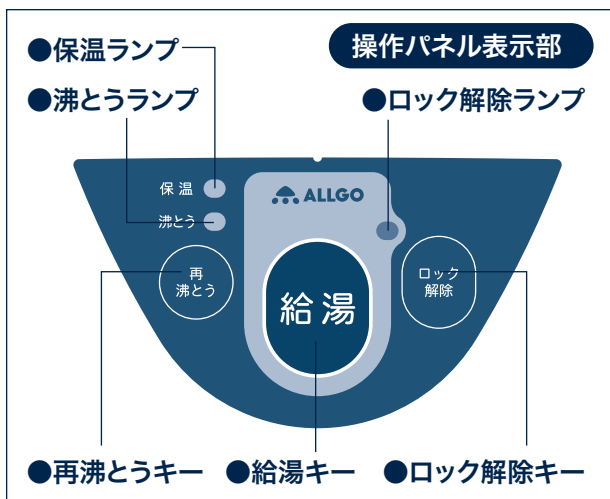 ●保温ランプ
操作パネル表示部
●沸とうランプ
●ロック解除ランプ
保温
ALLGO
沸とう
再
沸とう
給湯
ロック
解除
●再沸とうキー
●給湯キー
●ロック解除キー